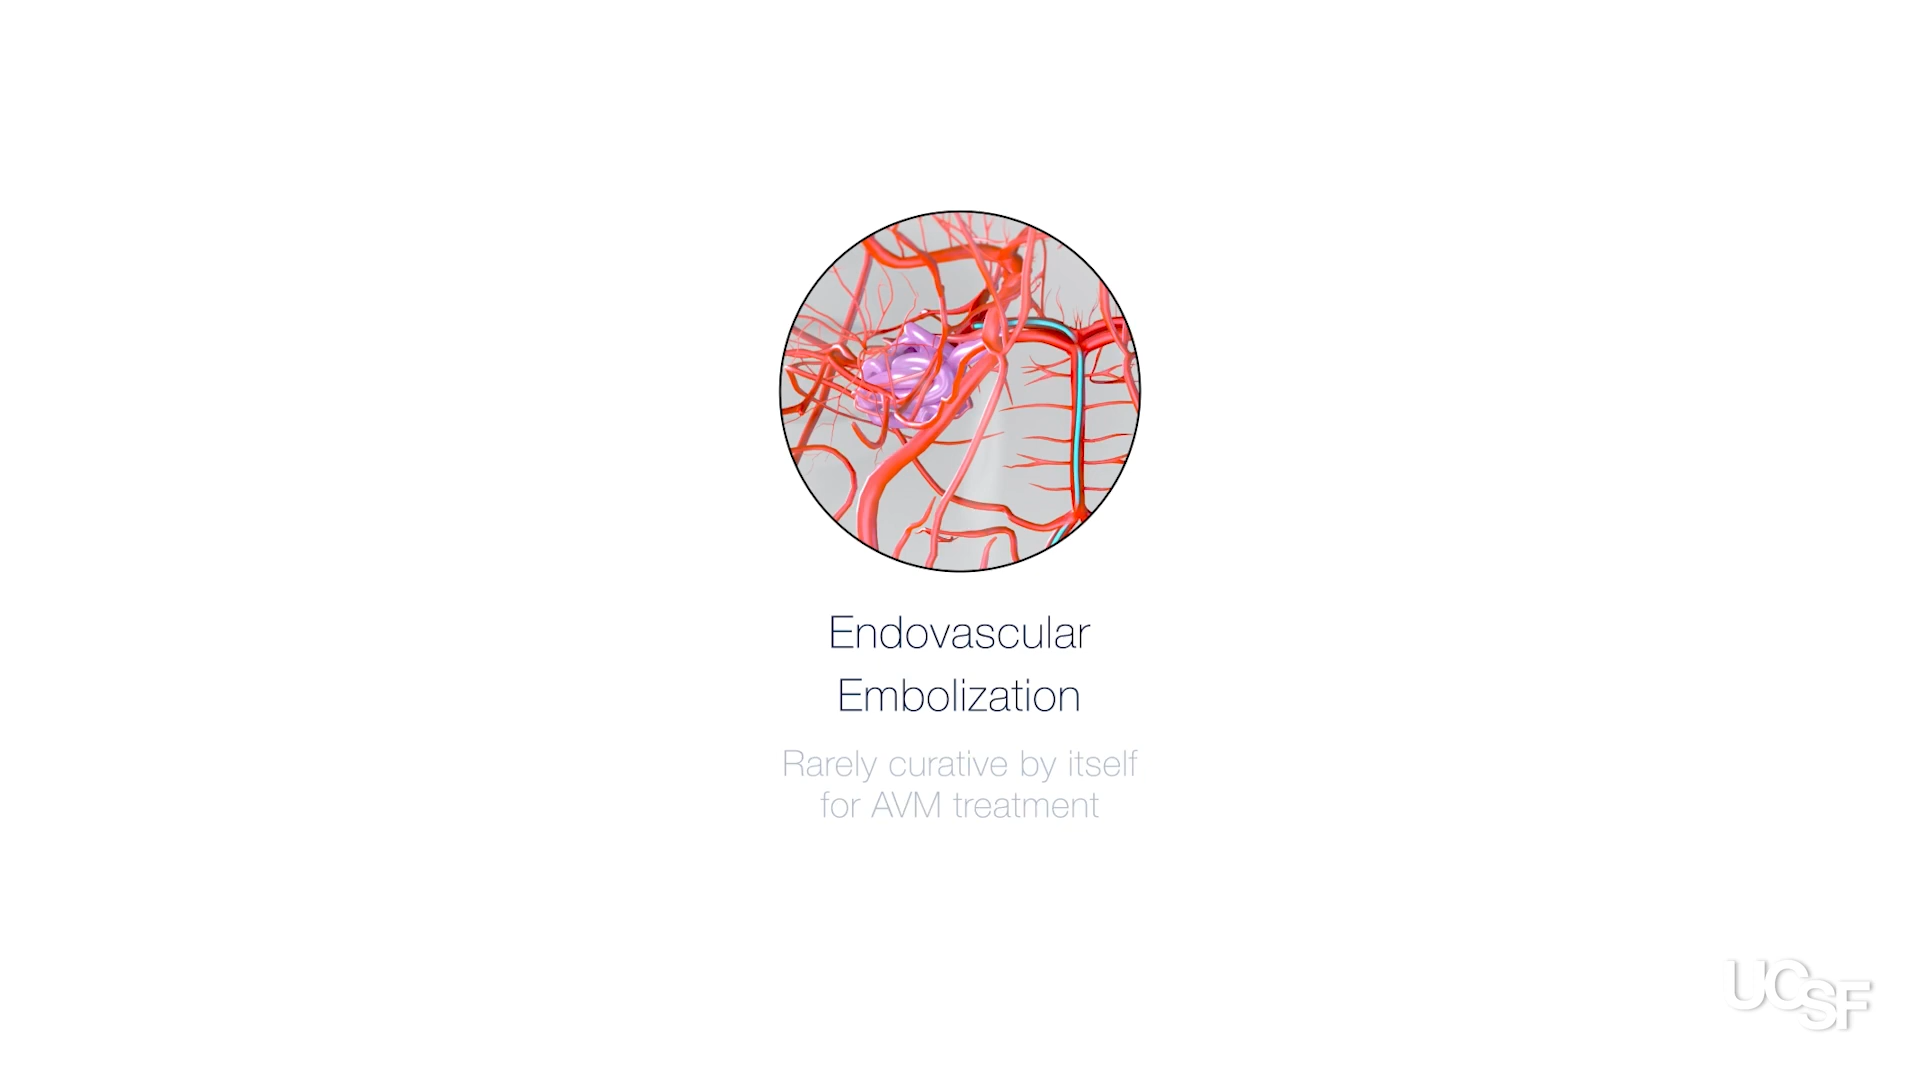 Endovascular
Embolization
Rarely curative by itself
for AVM treatment
UCSF